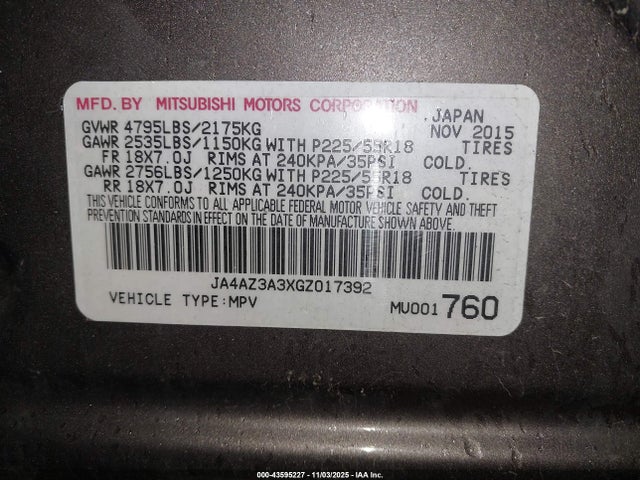 MFD. BY MITSUBISHI MOTORS CORPORATION JAPAN
GVWR 4795LBS/2175KG NOV 2015
GAWR 2535LBS/1150KG WITH P225/55R18 TIRES
FR 18X7.0J RIMS AT 240KPA/35PSI COLD.
GAWR 2756LBS/1250KG WITH P225/55R18 TIRES
RR 18X7.0J RIMS AT 240KPA/35PSI COLD.
THIS VEHICLE CONFORMS TO ALL APPLICABLE FEDERAL MOTOR VEHICLE SAFETY AND THEFT
PREVENTION STANDARDS IN EFFECT ON THE DATE OF MANUFACTURE SHOWN ABOVE.
JA4AZ3A3XGZ017392
VEHICLE TYPE:MPV MU001760
000-43595227 - 11/03/2025 - IAA Inc.